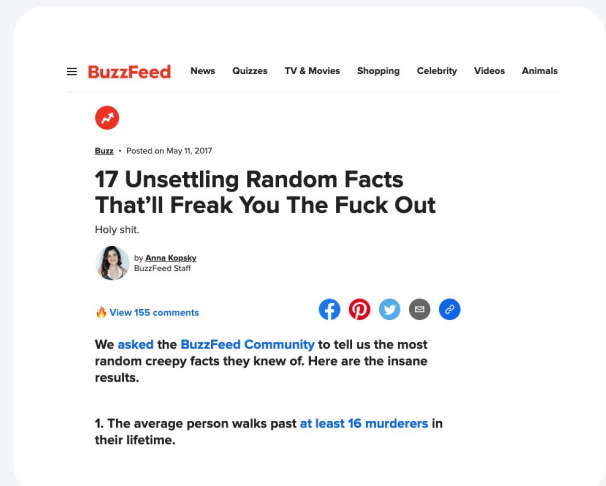 BuzzFeed News Quizzes TV & Movies Shopping Celebrity Videos Animals
Buzz · Posted on May 11, 2017
17 Unsettling Random Facts
That’ll Freak You The Fuck Out
Holy shit.
by Anna Kopsky
BuzzFeed Staff
🔥 View 155 comments
We asked the BuzzFeed Community to tell us the most
random creepy facts they knew of. Here are the insane
results.
1. The average person walks past at least 16 murderers in
their lifetime.